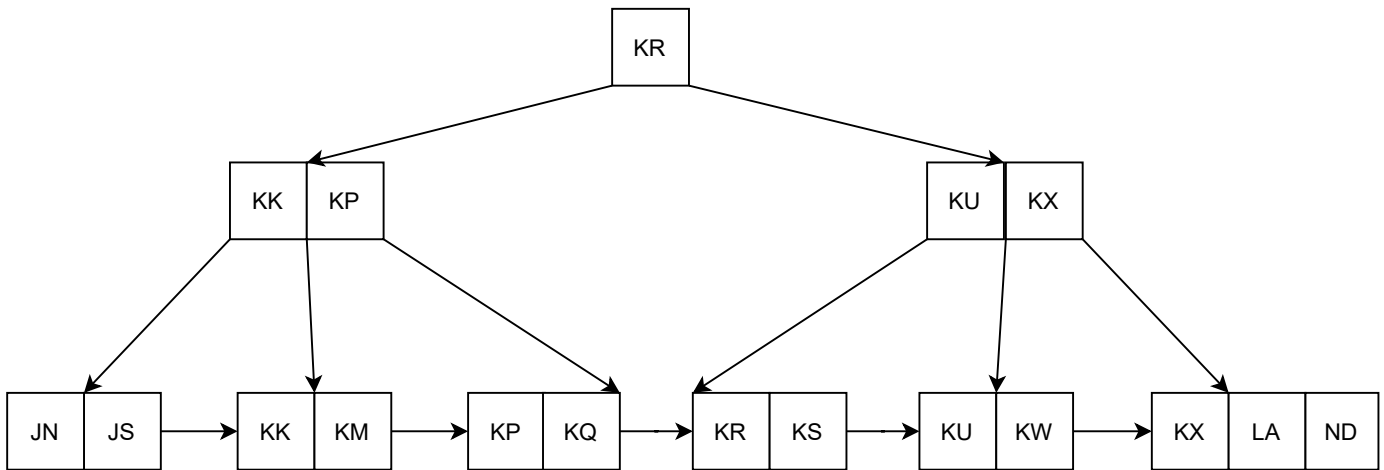 KR
KK KP KU KX
JN JS KK KM KP KQ KR KS KU KW KX LA ND